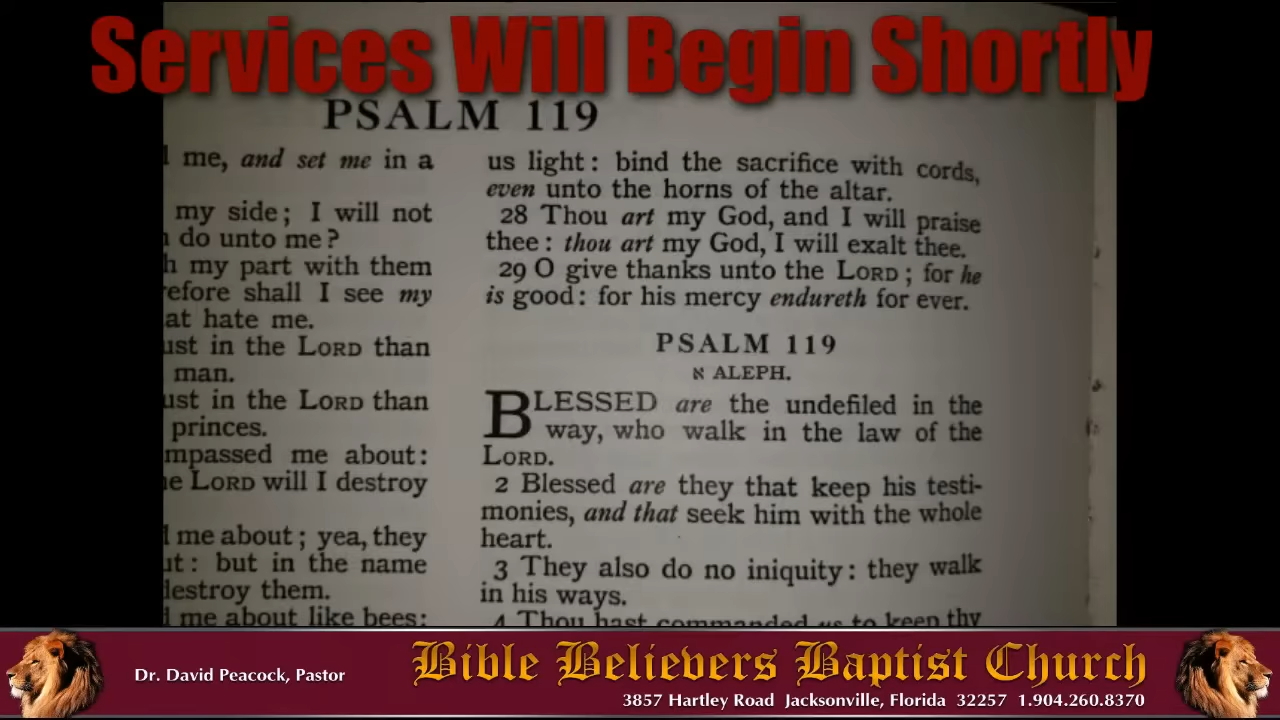 Services Will Begin Shortly
PSALM 119
me, and set me in a
my side; I will not
do unto me?
my part with them
shall I see my
hate me.
in the LORD than
man.
in the LORD than
princes.
me about:
LORD will I destroy
me about; yea, they
but in the name
destroy them.
me about like bees:
us light: bind the sacrifice with cords,
even unto the horns of the altar.
28 Thou art my God, and I will praise
thee: thou art my God, I will exalt thee.
29 O give thanks unto the LORD; for he
is good: for his mercy endureth for ever.
PSALM 119
א ALEPH.
BLESSED are the undefiled in the
way, who walk in the law of the
LORD.
2 Blessed are they that keep his testi-
monies, and that seek him with the whole
heart.
3 They also do no iniquity: they walk
in his ways.
4 Thou hast commanded us to keep thy
Dr. David Peacock, Pastor
Bible Believers Baptist Church
3857 Hartley Road Jacksonville, Florida 32257 1.904.260.8370